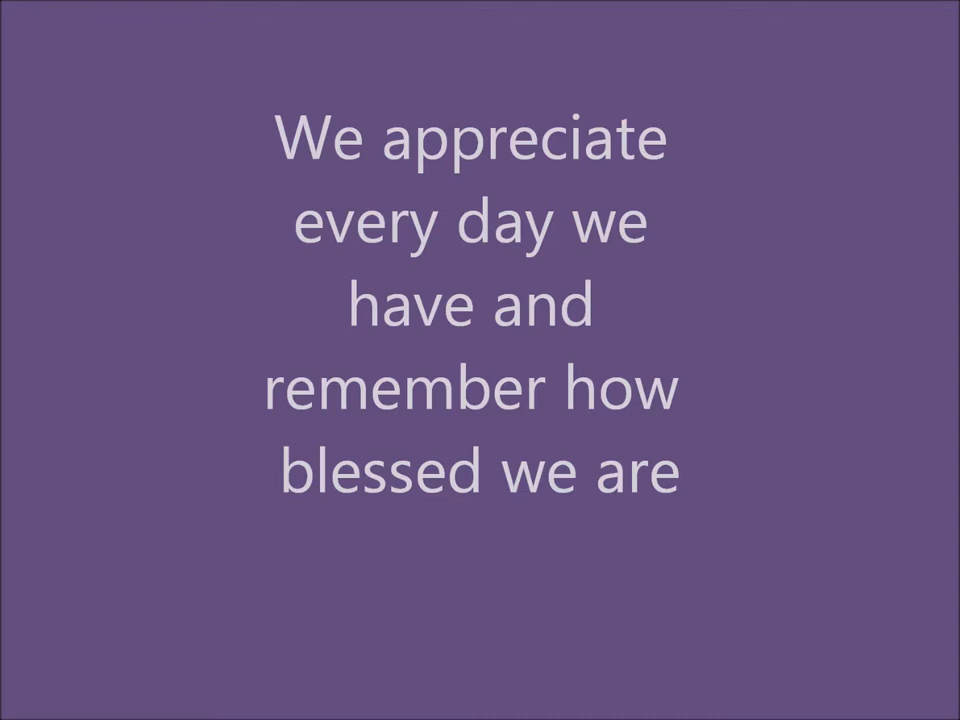 We appreciate
every day we
have and
remember how
blessed we are